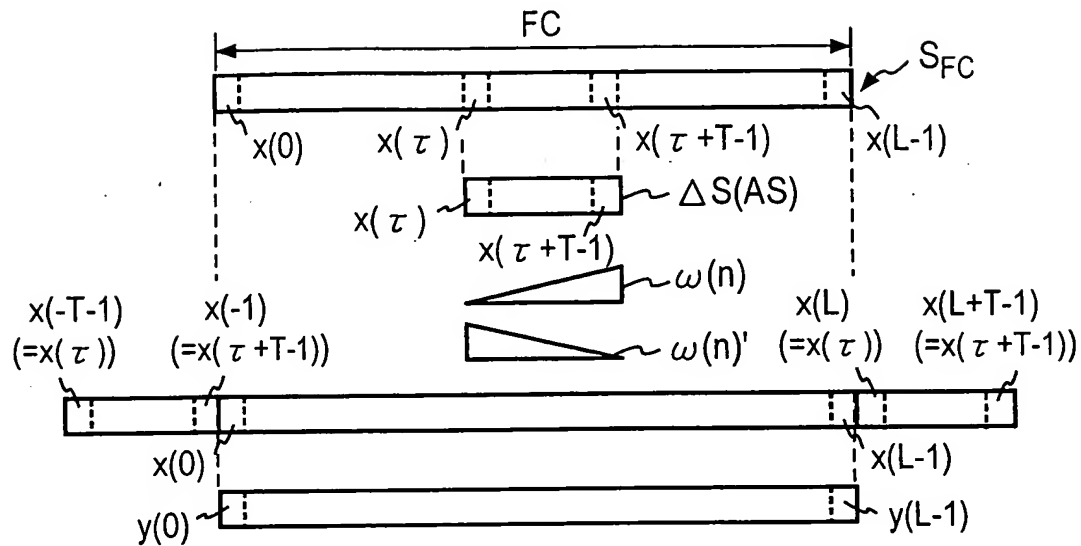 FC
S_FC
x(0)
x(τ)
x(τ+T-1)
x(L-1)
ΔS(AS)
x(τ)
x(τ+T-1)
ω(n)
x(-T-1)
(=x(τ))
x(-1)
(=x(τ+T-1))
x(L)
(=x(τ))
x(L+T-1)
(=x(τ+T-1))
ω(n)'
x(0)
x(L-1)
y(0)
y(L-1)